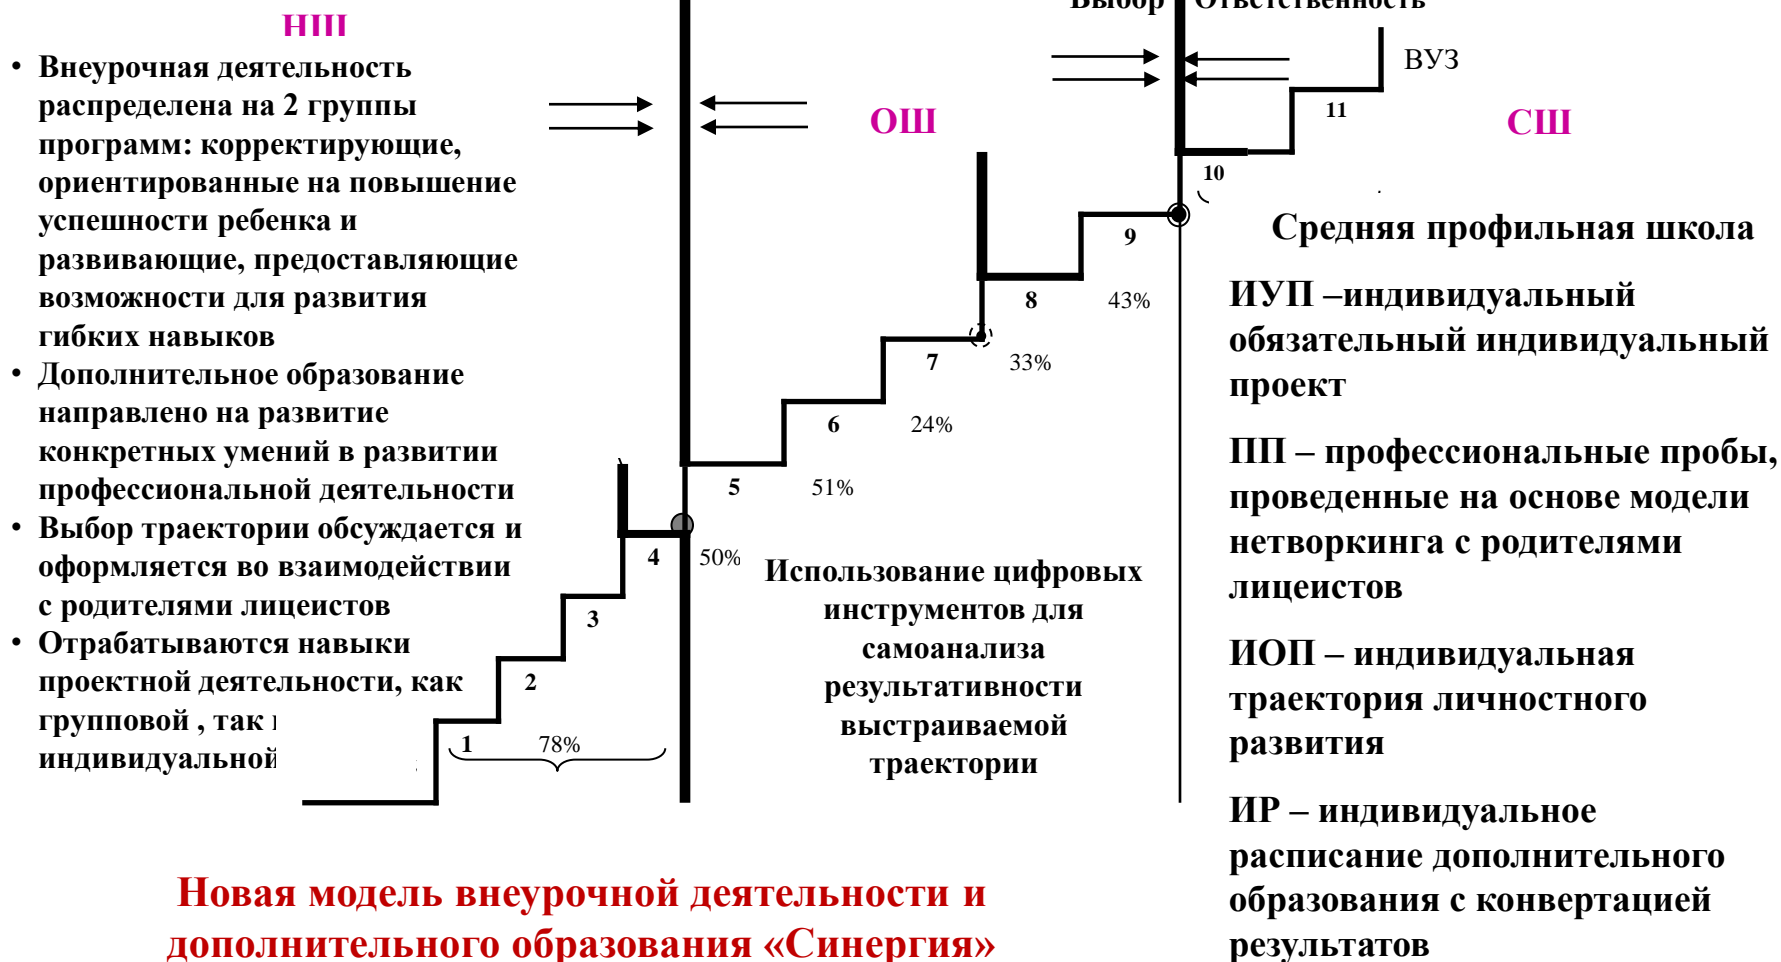 НШ
• Внеурочная деятельность
распределена на 2 группы
программ: корректирующие,
ориентированные на повышение
успешности ребенка и
развивающие, предоставляющие
возможности для развития
гибких навыков
• Дополнительное образование
направлено на развитие
конкретных умений в развитии
профессиональной деятельности
• Выбор траектории обсуждается и
оформляется во взаимодействии
с родителями лицеистов
• Отрабатываются навыки
проектной деятельности, как
групповой , так
индивидуальной
1
78%
2
3
4
50%
5
51%
6
24%
7
33%
8
43%
9
10
11
ОШ
Использование цифровых
инструментов для
самоанализа
результативности
выстраиваемой
траектории
Выбор
Ответственность
ВУЗ
СШ
Средняя профильная школа
ИУП –индивидуальный
обязательный индивидуальный
проект
ПП – профессиональные пробы,
проведенные на основе модели
нетворкинга с родителями
лицеистов
ИОП – индивидуальная
траектория личностного
развития
ИР – индивидуальное
расписание дополнительного
образования с конвертацией
результатов
Новая модель внеурочной деятельности и
дополнительного образования «Синергия»